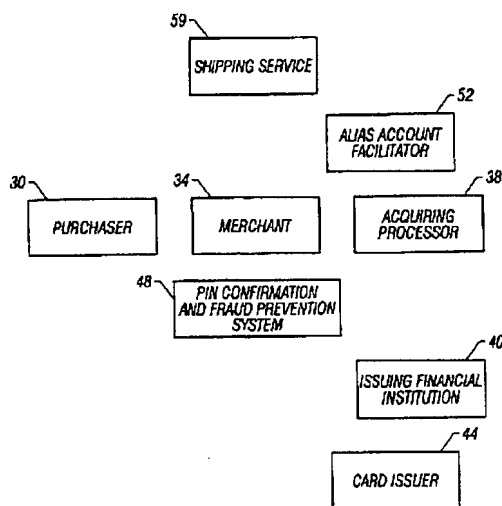 59
SHIPPING SERVICE
52
ALIAS ACCOUNT
FACILITATOR
30
PURCHASER
34
MERCHANT
38
ACQUIRING
PROCESSOR
48
PIN CONFIRMATION
AND FRAUD PREVENTION
SYSTEM
40
ISSUING FINANCIAL
INSTITUTION
44
CARD ISSUER